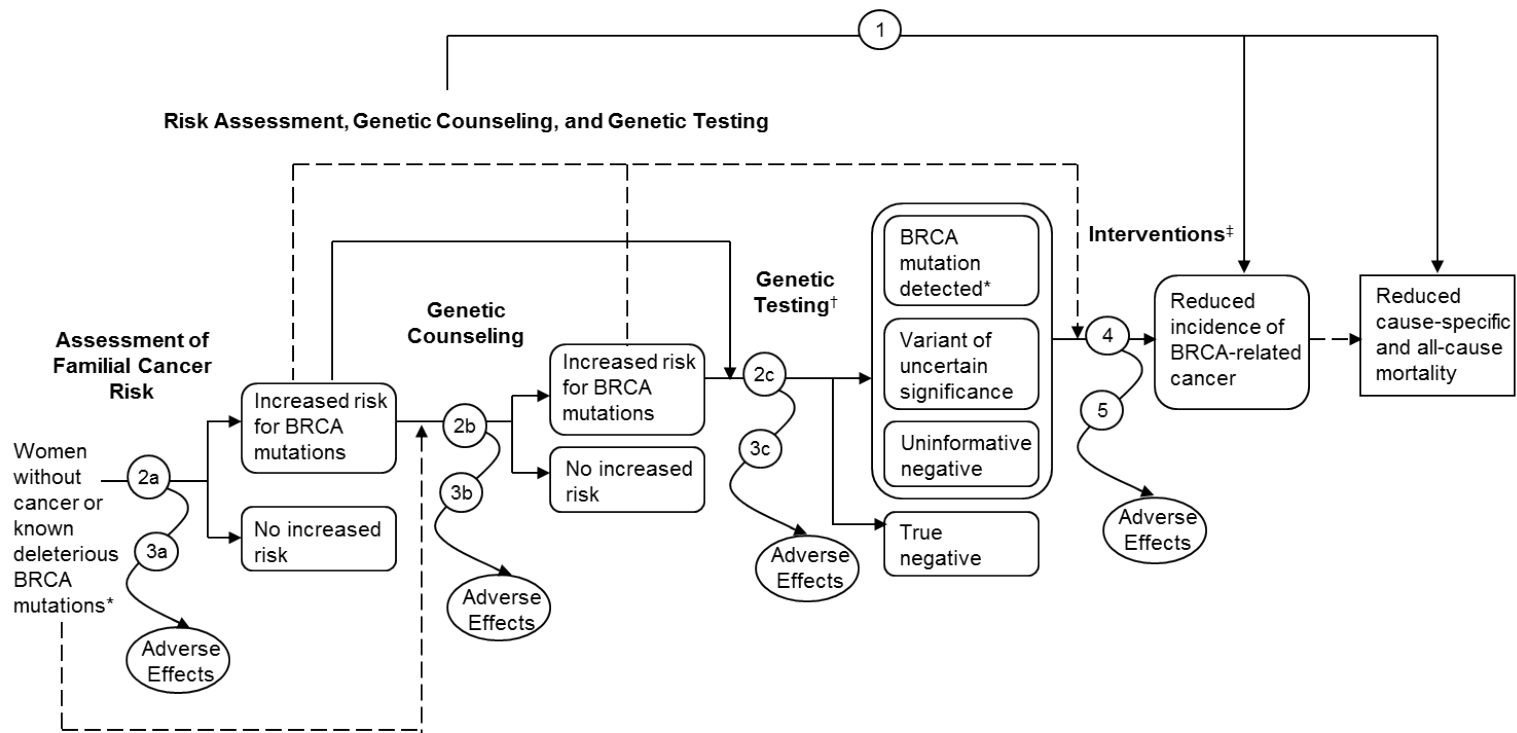 1
Risk Assessment, Genetic Counseling, and Genetic Testing
Assessment of
Familial Cancer
Risk
Women
without
cancer or
known
deleterious
BRCA
mutations*
2a
3a
Adverse
Effects
Increased risk
for BRCA
mutations
No increased
risk
Genetic
Counseling
2b
3b
Adverse
Effects
Increased risk
for BRCA
mutations
No increased
risk
Genetic
Testing†
2c
3c
Adverse
Effects
BRCA
mutation
detected*
Variant of
uncertain
significance
Uninformative
negative
True
negative
Interventions‡
4
5
Adverse
Effects
Reduced
incidence of
BRCA-related
cancer
Reduced
cause-specific
and all-cause
mortality